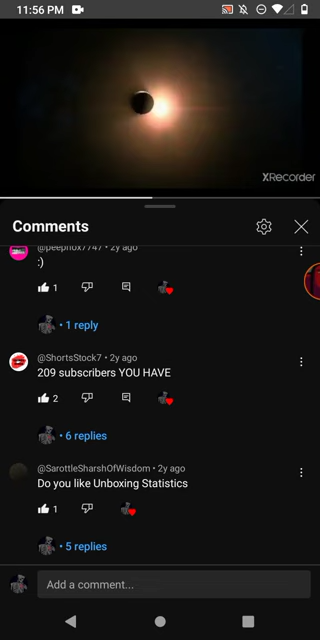 11:56 PM
XRecorder
Comments
@peepnox7747 • 2y ago
:)
1
• 1 reply
@ShortsStock7 • 2y ago
209 subscribers YOU HAVE
2
• 6 replies
@SarottleSharshOfWisdom • 2y ago
Do you like Unboxing Statistics
1
• 5 replies
Add a comment...